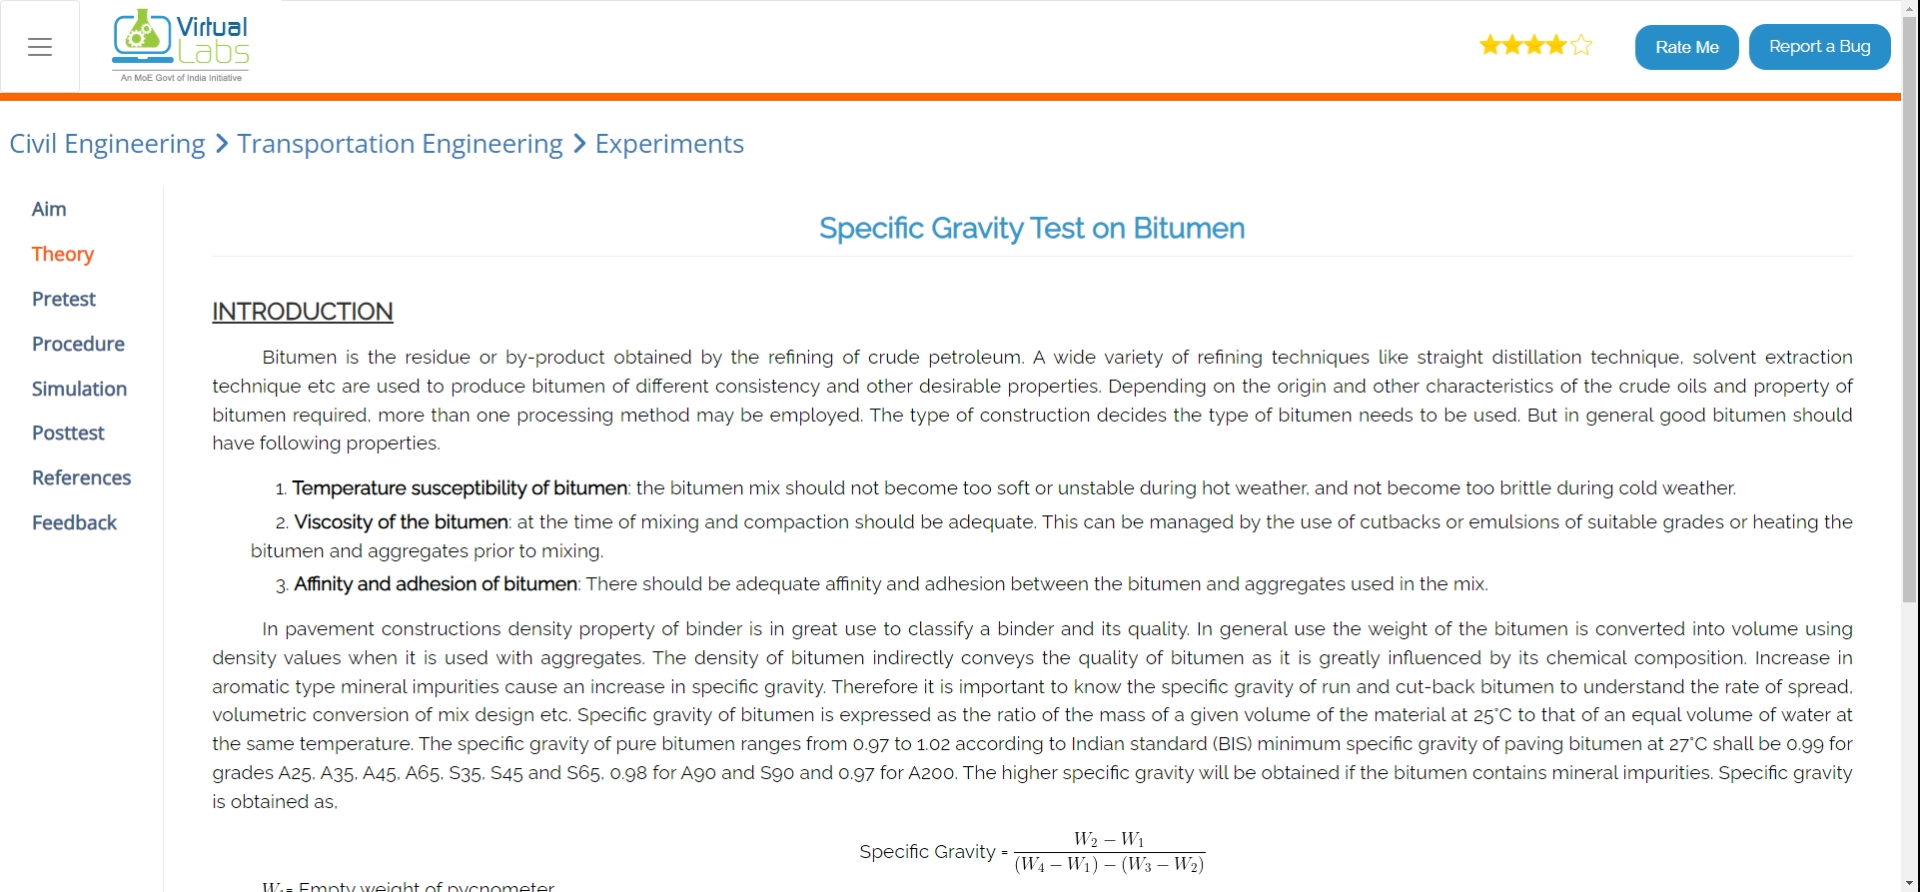 Virtual
Labs
An MoE Govt of India Initiative
Rate Me
Report a Bug
Civil Engineering > Transportation Engineering > Experiments
Aim
Theory
Pretest
Procedure
Simulation
Posttest
References
Feedback
Specific Gravity Test on Bitumen
INTRODUCTION
Bitumen is the residue or by-product obtained by the refining of crude petroleum. A wide variety of refining techniques like straight distillation technique, solvent extraction
technique etc are used to produce bitumen of different consistency and other desirable properties. Depending on the origin and other characteristics of the crude oils and property of
bitumen required, more than one processing method may be employed. The type of construction decides the type of bitumen needs to be used. But in general good bitumen should
have following properties.
1. Temperature susceptibility of bitumen: the bitumen mix should not become too soft or unstable during hot weather, and not become too brittle during cold weather.
2. Viscosity of the bitumen: at the time of mixing and compaction should be adequate. This can be managed by the use of cutbacks or emulsions of suitable grades or heating the
bitumen and aggregates prior to mixing.
3. Affinity and adhesion of bitumen: There should be adequate affinity and adhesion between the bitumen and aggregates used in the mix.
In pavement constructions density property of binder is in great use to classify a binder and its quality. In general use the weight of the bitumen is converted into volume using
density values when it is used with aggregates. The density of bitumen indirectly conveys the quality of bitumen as it is greatly influenced by its chemical composition. Increase in
aromatic type mineral impurities cause an increase in specific gravity. Therefore it is important to know the specific gravity of run and cut-back bitumen to understand the rate of spread,
volumetric conversion of mix design etc. Specific gravity of bitumen is expressed as the ratio of the mass of a given volume of the material at 25°C to that of an equal volume of water at
the same temperature. The specific gravity of pure bitumen ranges from 0.97 to 1.02 according to Indian standard (BIS) minimum specific gravity of paving bitumen at 27°C shall be 0.99 for
grades A25, A35, A45, A65, S35, S45 and S65, 0.98 for A90 and S90 and 0.97 for A200. The higher specific gravity will be obtained if the bitumen contains mineral impurities. Specific gravity
is obtained as,
W₂ − W₁
Specific Gravity =
(W₄ − W₁) − (W₃ − W₂)
W₁= Empty weight of pycnometer